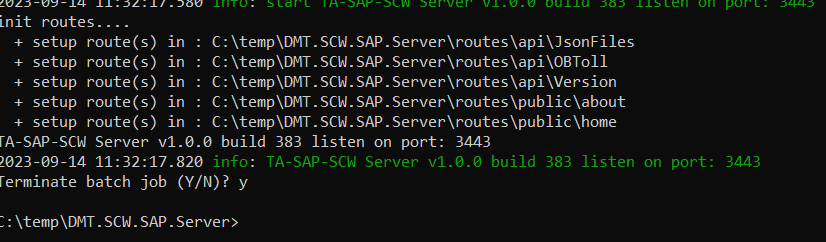 2023-09-14 11:32:17.580 info: start TA-SAP-SCW Server v1.0.0 build 383 listen on port: 3443
init routes....
+ setup route(s) in : C:\temp\DMT.SCW.SAP.Server\routes\api\JsonFiles
+ setup route(s) in : C:\temp\DMT.SCW.SAP.Server\routes\api\OBToll
+ setup route(s) in : C:\temp\DMT.SCW.SAP.Server\routes\api\Version
+ setup route(s) in : C:\temp\DMT.SCW.SAP.Server\routes\public\about
+ setup route(s) in : C:\temp\DMT.SCW.SAP.Server\routes\public\home
TA-SAP-SCW Server v1.0.0 build 383 listen on port: 3443
2023-09-14 11:32:17.820 info: TA-SAP-SCW Server v1.0.0 build 383 listen on port: 3443
Terminate batch job (Y/N)? y
C:\temp\DMT.SCW.SAP.Server>